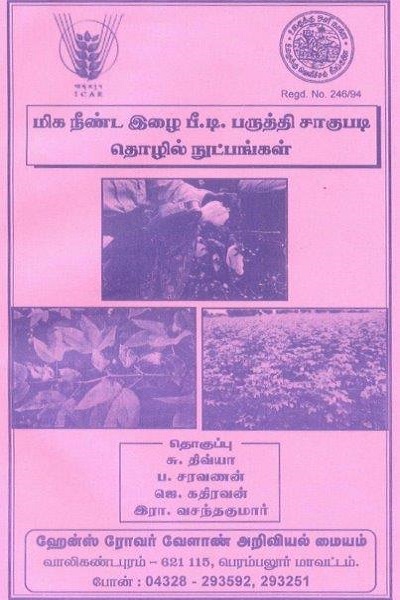 ICAR
Regd. No. 246/94
மிக நீண்ட இழை பீ.டி. பருத்தி சாகுபடி
தொழில் நுட்பங்கள்
தொகுப்பு
சு. திவ்யா
ப. சரவணன்
ஜெ. கதிரவன்
இரா. வசந்தகுமார்
ஹேன்ஸ் ரோவர் வேளாண் அறிவியல் மையம்
வாலிகண்டபுரம் – 621 115, பெரம்பலூர் மாவட்டம்.
போன் : 04328 - 293592, 293251